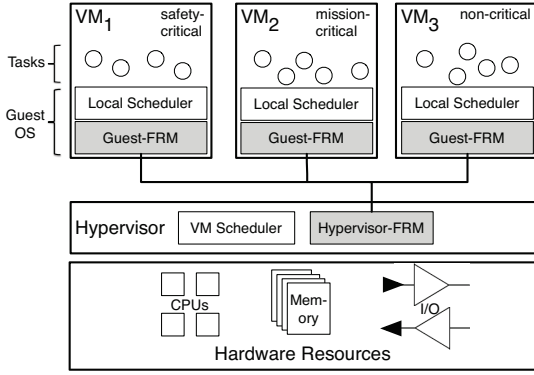 VM1 safety-critical
VM2 mission-critical
VM3 non-critical
Tasks
Guest OS
Local Scheduler
Local Scheduler
Local Scheduler
Guest-FRM
Guest-FRM
Guest-FRM
Hypervisor
VM Scheduler
Hypervisor-FRM
CPUs
Mem-
ory
I/O
Hardware Resources